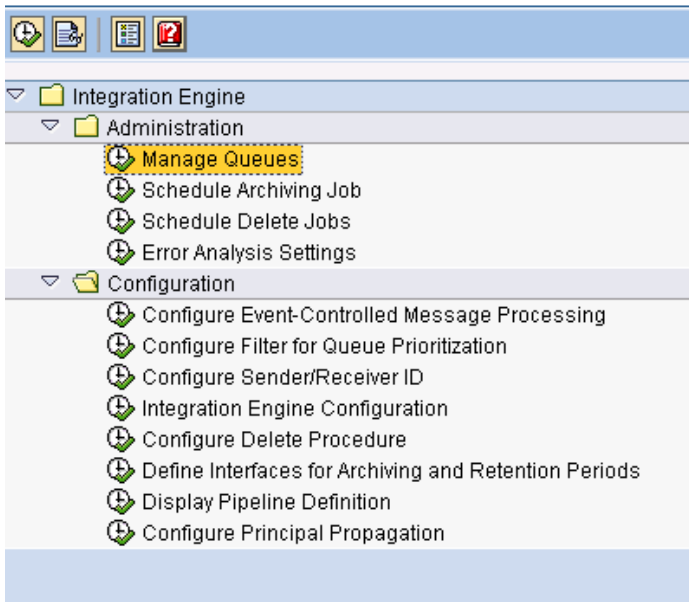 Integration Engine
Administration
Manage Queues
Schedule Archiving Job
Schedule Delete Jobs
Error Analysis Settings
Configuration
Configure Event-Controlled Message Processing
Configure Filter for Queue Prioritization
Configure Sender/Receiver ID
Integration Engine Configuration
Configure Delete Procedure
Define Interfaces for Archiving and Retention Periods
Display Pipeline Definition
Configure Principal Propagation